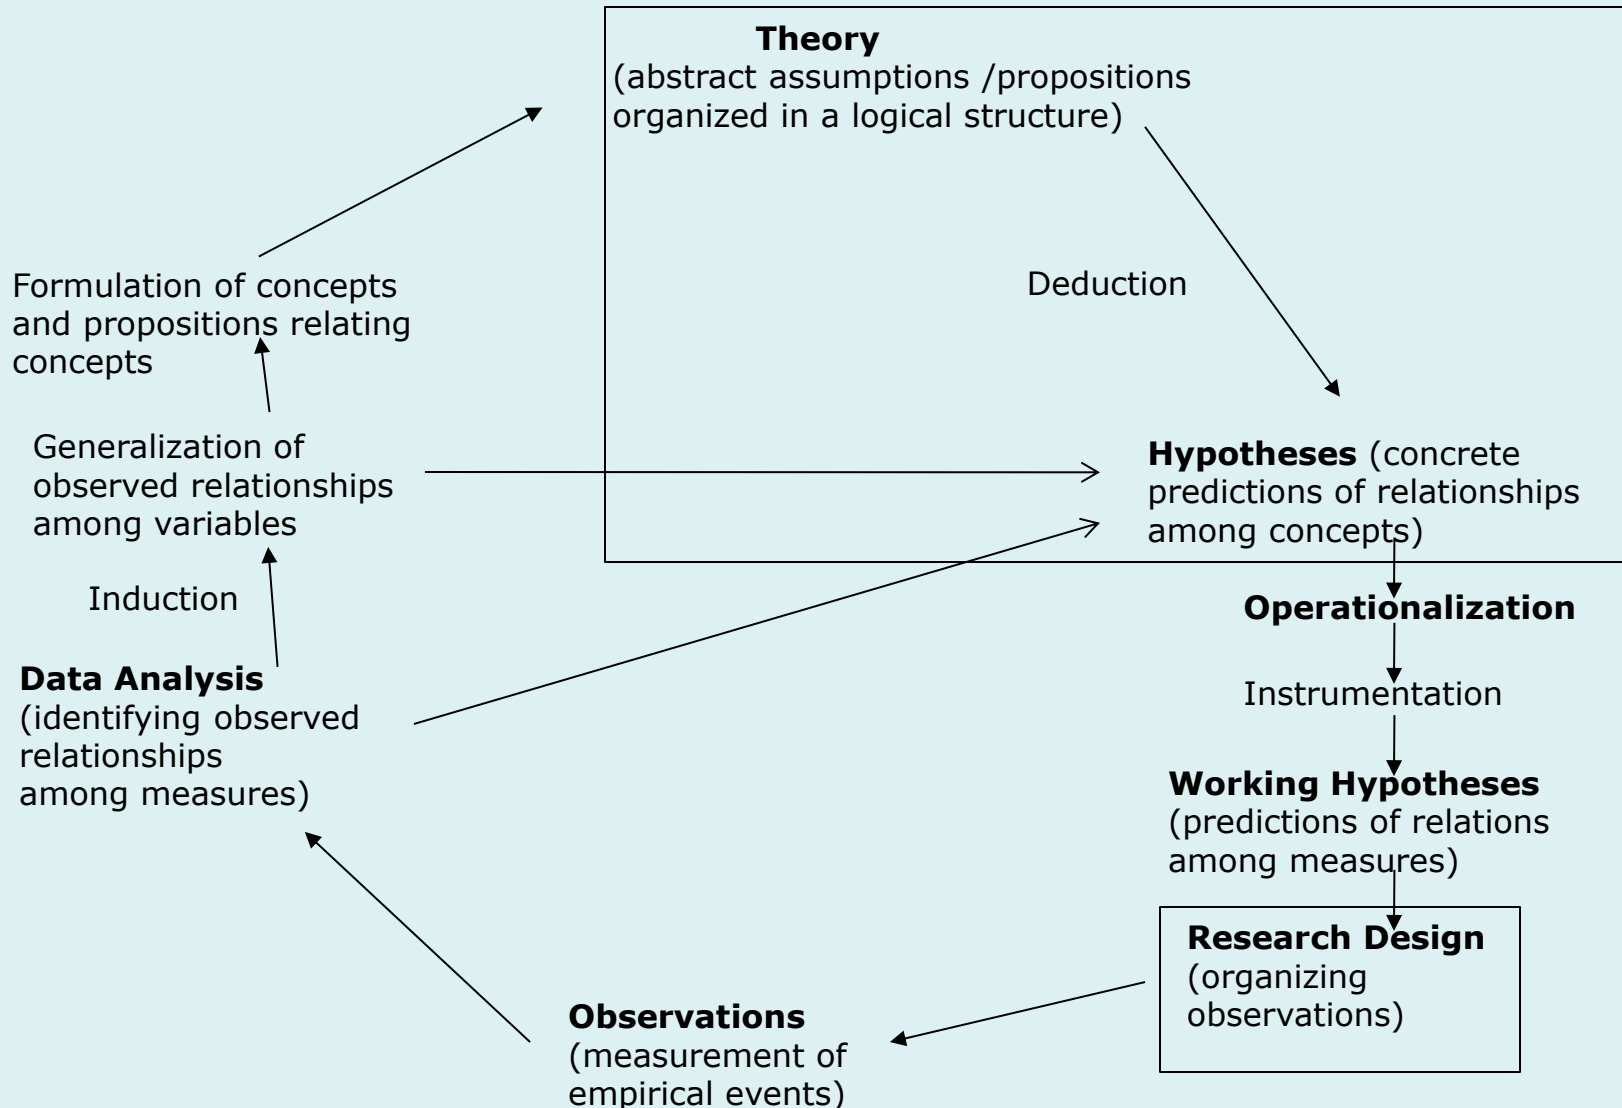 Theory
(abstract assumptions /propositions
organized in a logical structure)
Formulation of concepts
and propositions relating
concepts
Deduction
Generalization of
observed relationships
among variables
Hypotheses (concrete
predictions of relationships
among concepts)
Induction
Operationalization
Data Analysis
(identifying observed
relationships
among measures)
Instrumentation
Working Hypotheses
(predictions of relations
among measures)
Research Design
(organizing
observations)
Observations
(measurement of
empirical events)